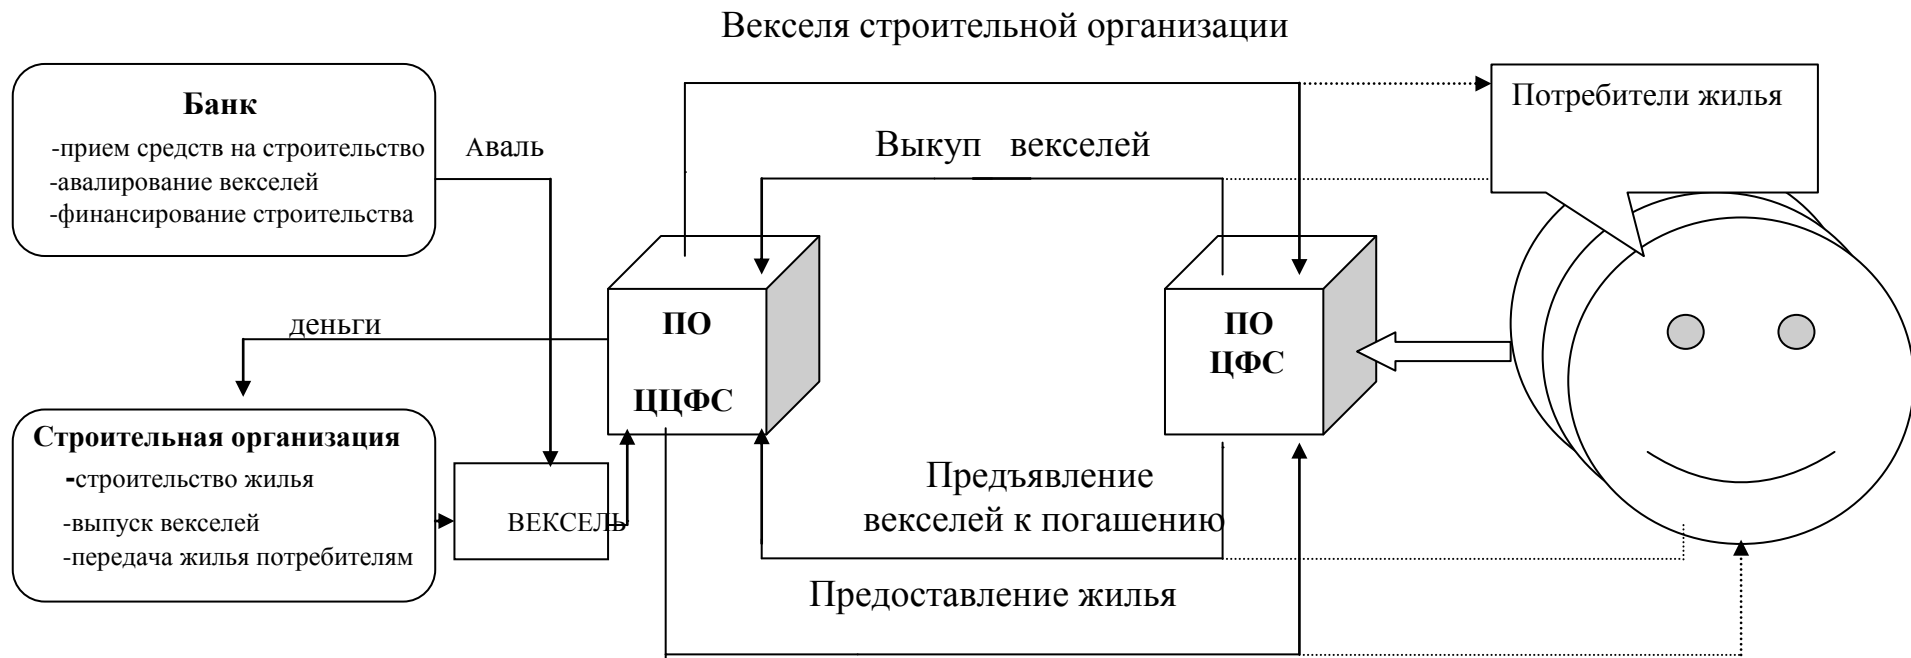 Векселя строительной организации
Банк
-прием средств на строительство
-авалирование векселей
-финансирование строительства
Аваль
Выкуп векселей
Потребители жилья
деньги
ПО
ЦЦФС
ПО
ЦФС
Строительная организация
-строительство жилья
-выпуск векселей
-передача жилья потребителям
ВЕКСЕЛЬ
Предъявление
векселей к погашению
Предоставление жилья